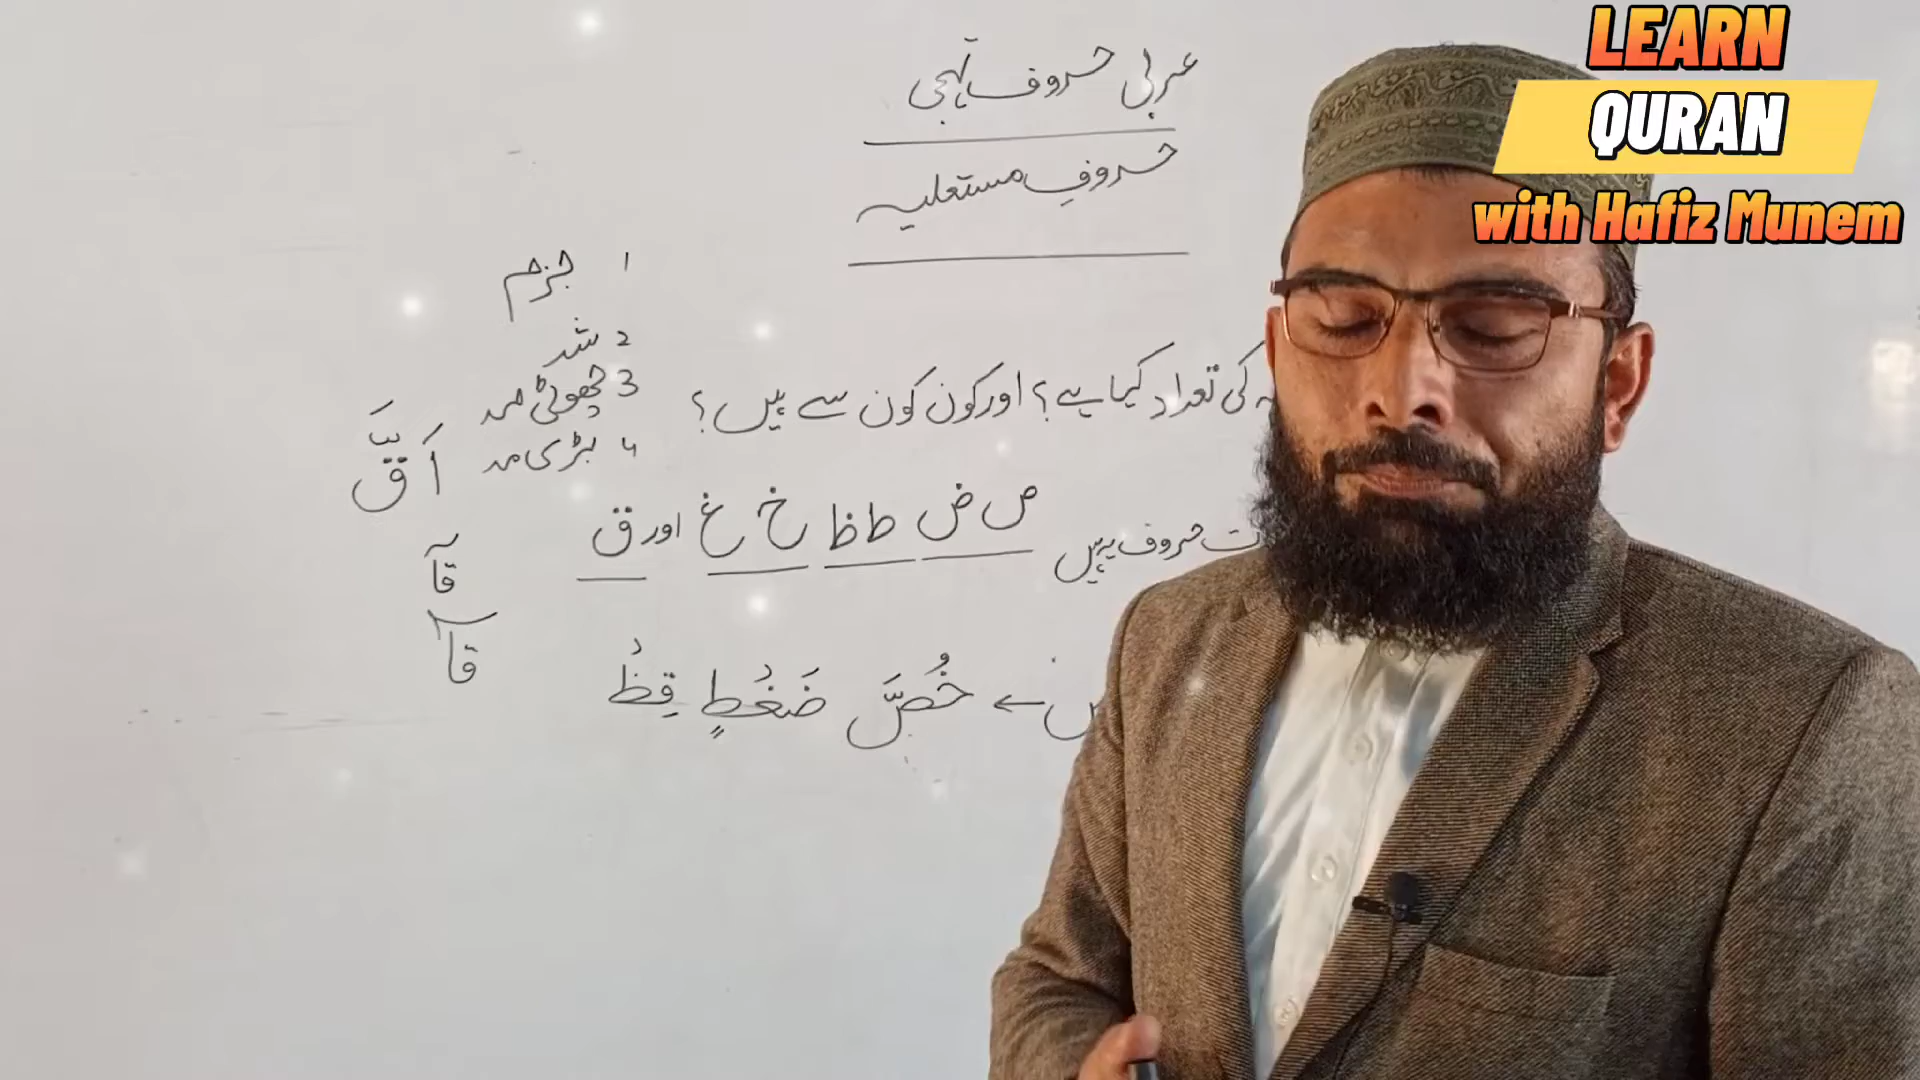 LEARN
QURAN
with Hafiz Munem
عربی حروف تہجی
حروفِ مستعلیہ
کی تعداد کیا ہے؟ اور کون کون سے ہیں؟
حروف ہیں ص ض ط ظ خ غ اور ق
← خُصَّ ضَغْطٍ قِظْ
1 جزم
2 شد
3 چھوٹی مد
4 بڑی مد
اَ قَّ
قآ
قآ